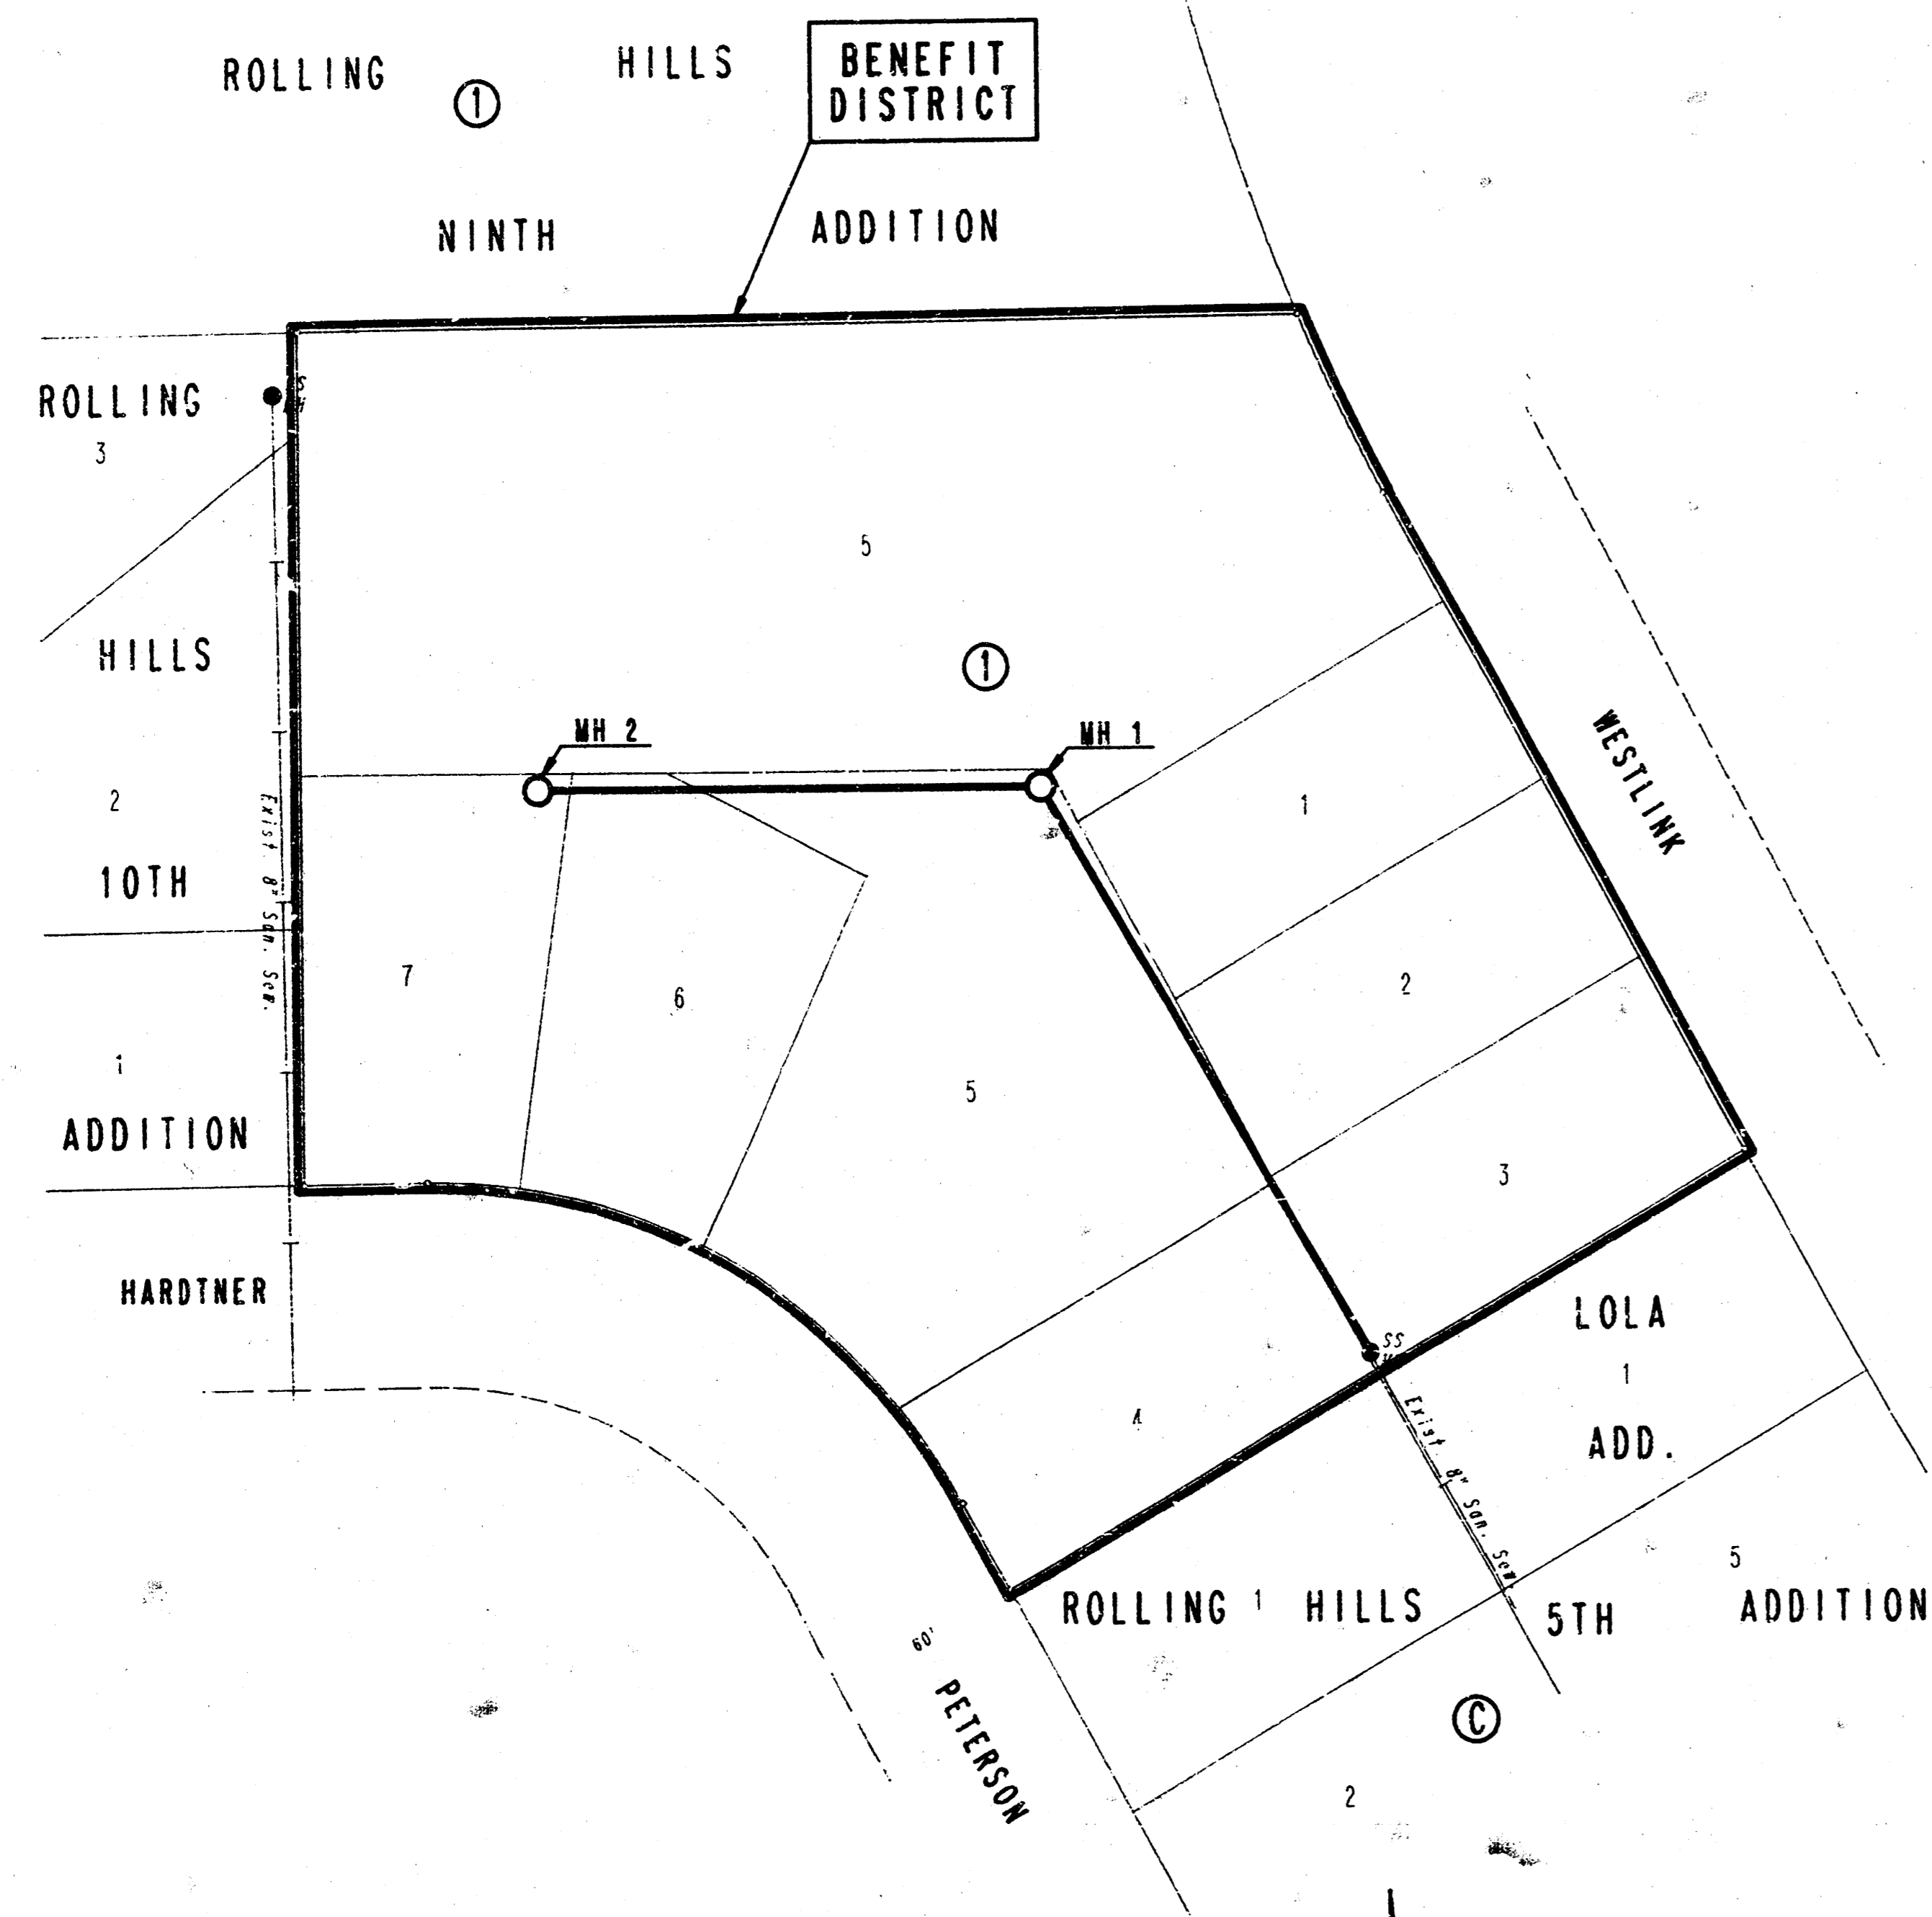 ROLLING HILLS
1
BENEFIT
DISTRICT
NINTH ADDITION
ROLLING
3
5
HILLS
1
MH 2
MH 1
WESTLINK
2
1
Exist. 8" San. Sew.
10TH
7
6
2
1
5
ADDITION
3
HARDTNER
LOLA
SS
1
4
Exist. 8" San. Sew.
ADD.
5
ROLLING 1 HILLS 5TH ADDITION
60'
PETERSON
C
2